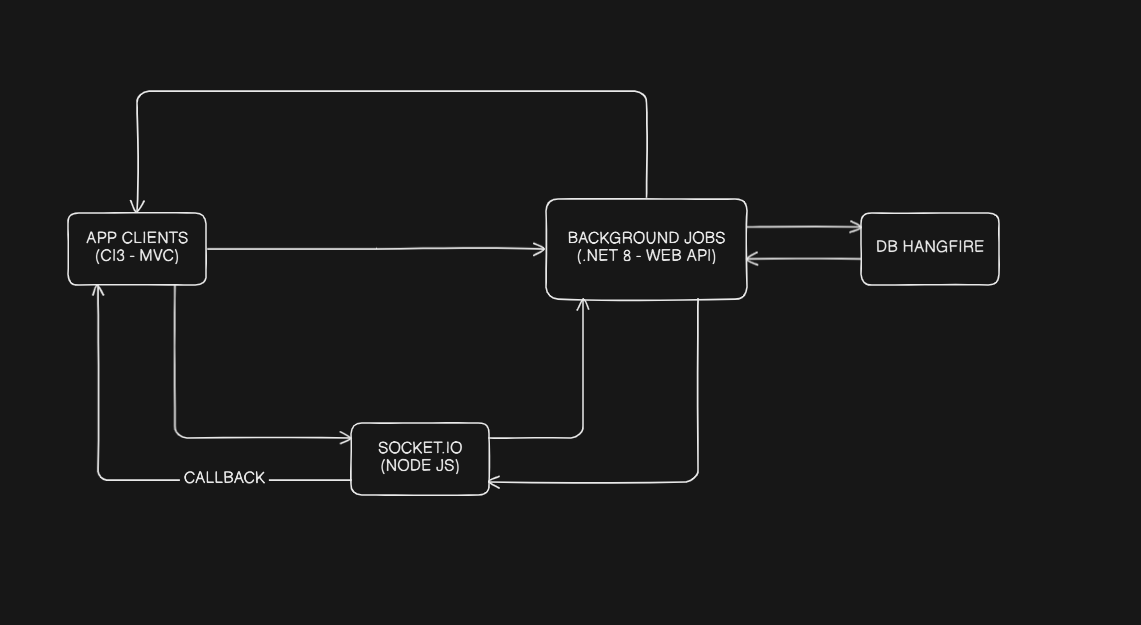 APP CLIENTS
(CI3 - MVC)
BACKGROUND JOBS
(.NET 8 - WEB API)
DB HANGFIRE
SOCKET.IO
(NODE JS)
CALLBACK